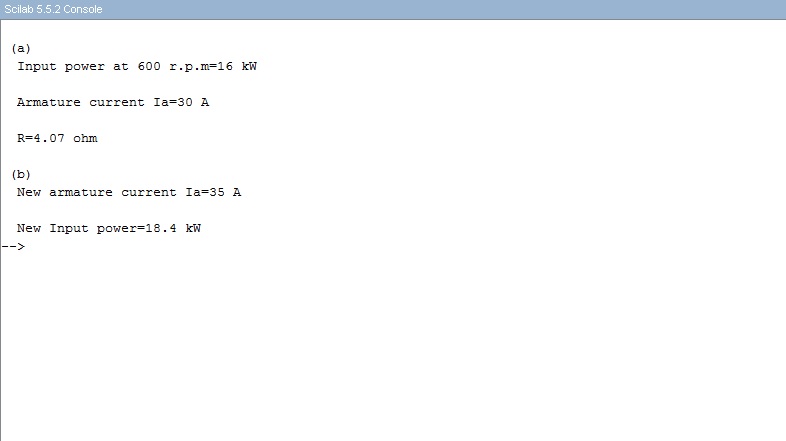 Scilab 5.5.2 Console
(a)
Input power at 600 r.p.m=16 kW
Armature current Ia=30 A
R=4.07 ohm
(b)
New armature current Ia=35 A
New Input power=18.4 kW
-->